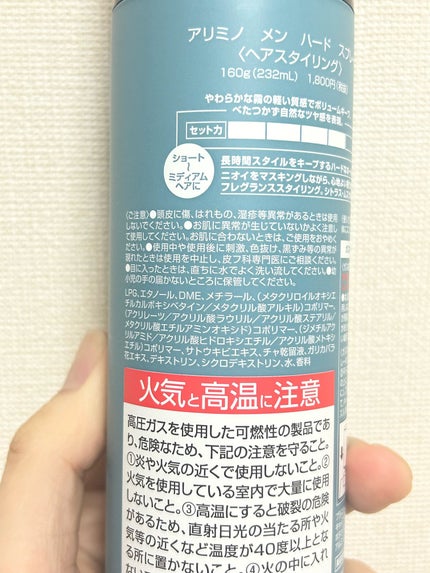 アリミノ メン ハード スプレ
〈ヘアスタイリング〉
160g(232mL) 1,800円(税抜)
やわらかな霧の軽い質感でボリュームキープ。
べたつかず自然なツヤ感を表現。
セット力
ショート
〜
ミディアム
ヘアに
長時間スタイルをキープするハードな
ニオイをマスキングしながら、心地よい
フレグランススタイリング。シトラス・ム
〈ご注意〉●頭皮に傷、はれもの、湿疹等異常があるときは使用
しないでください。●お肌に異常が生じていないかよく注意し
て使用してください。お肌に合わないときは、ご使用をおやめく
ださい。●使用中や使用後に刺激、色抜け、黒ずみ等の異常が
現れたときは使用を中止し、皮フ科専門医にご相談ください。
●目に入ったときは、直ちに水でよく洗い流してください。●幼
小児の手の届かないところに保管してください。
LPG、エタノール、DME、メチラール、(メタクリロイルオキシエ
チルカルボキシベタイン/メタクリル酸アルキル)コポリマー、
(アクリレーツ/アクリル酸ラウリル/アクリル酸ステアリル/
メタクリル酸エチルアミンオキシド)コポリマー、(ジメチルアク
リルアミド/アクリル酸ヒドロキシエチル/アクリル酸メトキシ
エチル)コポリマー、サトウキビエキス、チャ乾留液、ガリカバラ
花エキス、デキストリン、シクロデキストリン、水、香料
火気と高温に注意
高圧ガスを使用した可燃性の製品であ
り、危険なため、下記の注意を守ること。
①炎や火気の近くで使用しないこと。②
火気を使用している室内で大量に使用
しないこと。③高温にすると破裂の危険
があるため、直射日光の当たる所や火
気等の近くなど温度が40度以上とな
る所に置かないこと。④火の中に入れ